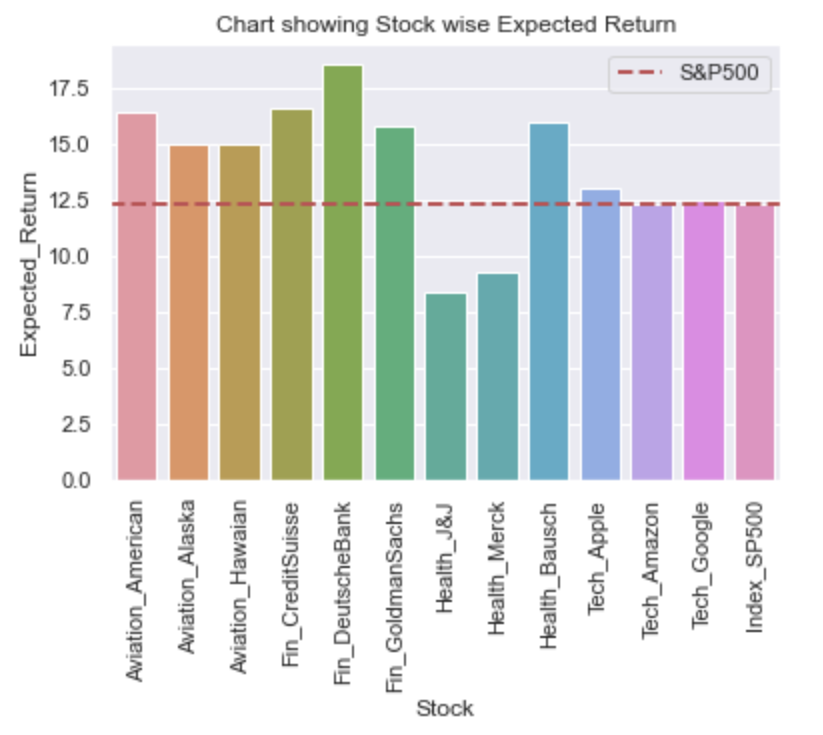 Chart showing Stock wise Expected Return
S&P500
Expected_Return
17.5
15.0
12.5
10.0
7.5
5.0
2.5
0.0
Aviation_American
Aviation_Alaska
Aviation_Hawaian
Fin_CreditSuisse
Fin_DeutscheBank
Fin_GoldmanSachs
Health_J&J
Health_Merck
Health_Bausch
Tech_Apple
Tech_Amazon
Tech_Google
Index_SP500
Stock